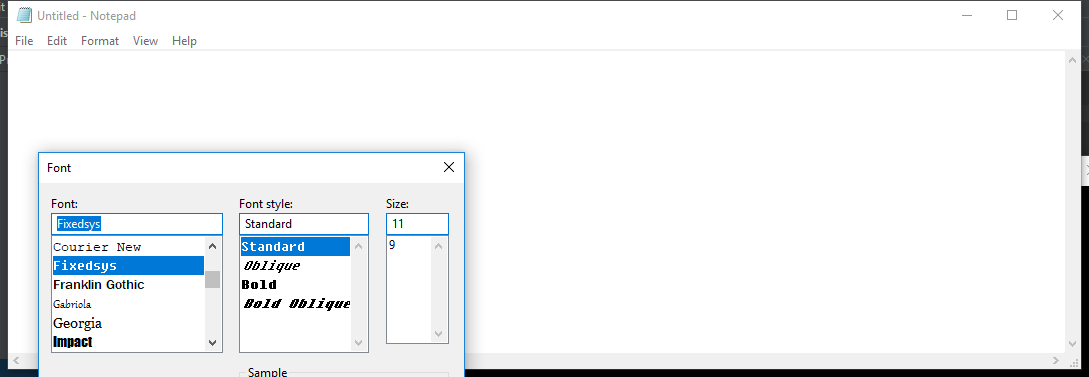 Untitled - Notepad
File Edit Format View Help
Font
Font: Font style: Size:
Fixedsys Standard 11
Courier New Standard 9
Fixedsys Oblique
Franklin Gothic Bold
Gabriola Bold Oblique
Georgia
Impact
Sample